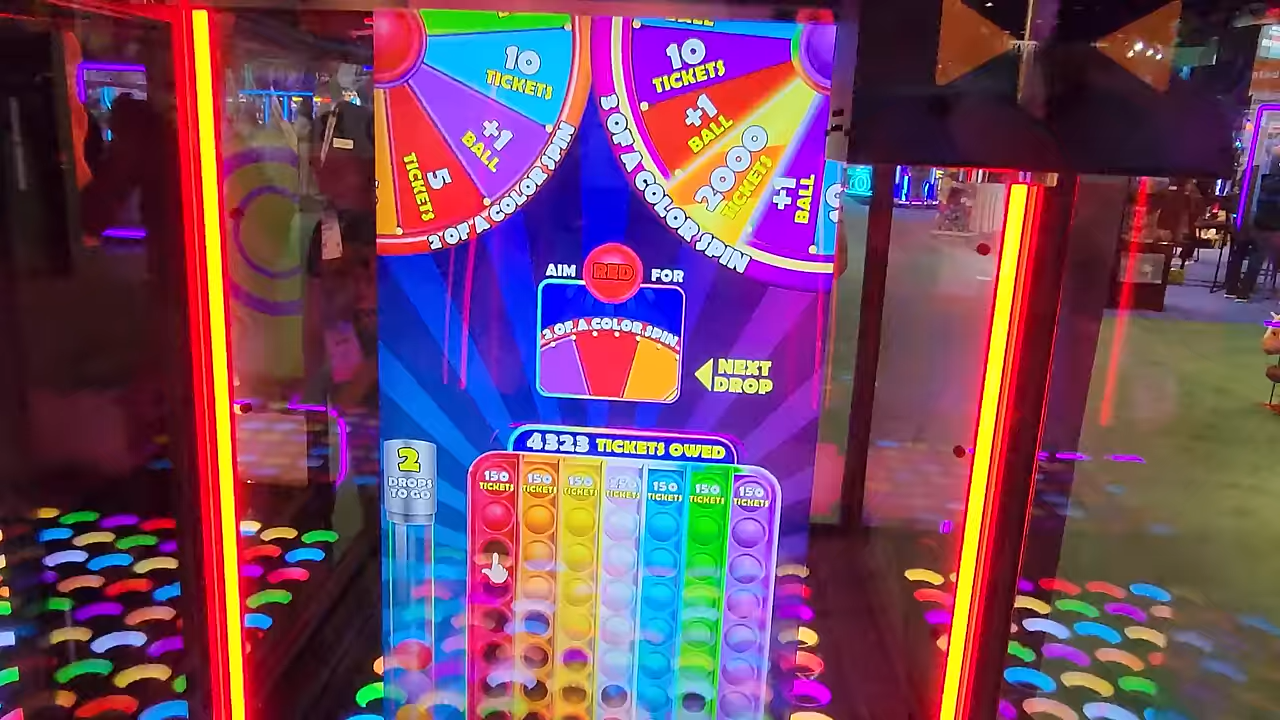 10
TICKETS
+1
BALL
5
TICKETS
2 OF A COLOR SPIN
BALL
10
TICKETS
+1
BALL
2000
TICKETS
+1
BALL
3 OF A COLOR SPIN
AIM RED FOR
2 OF A COLOR SPIN
NEXT
DROP
4323 TICKETS OWED
2
DROPS
TO GO
150
TICKETS
150
TICKETS
150
TICKETS
TICKETS
150
TICKETS
150
TICKETS
150
TICKETS